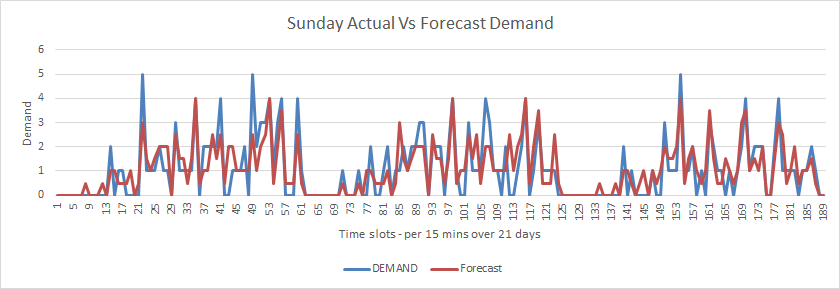 Sunday Actual Vs Forecast Demand
6
5
4
3
2
1
0
Demand
1 5 9 13 17 21 25 29 33 37 41 45 49 53 57 61 65 69 73 77 81 85 89 93 97 101 105 109 113 117 121 125 129 133 137 141 145 149 153 157 161 165 169 173 177 181 185 189
Time slots - per 15 mins over 21 days
DEMAND Forecast